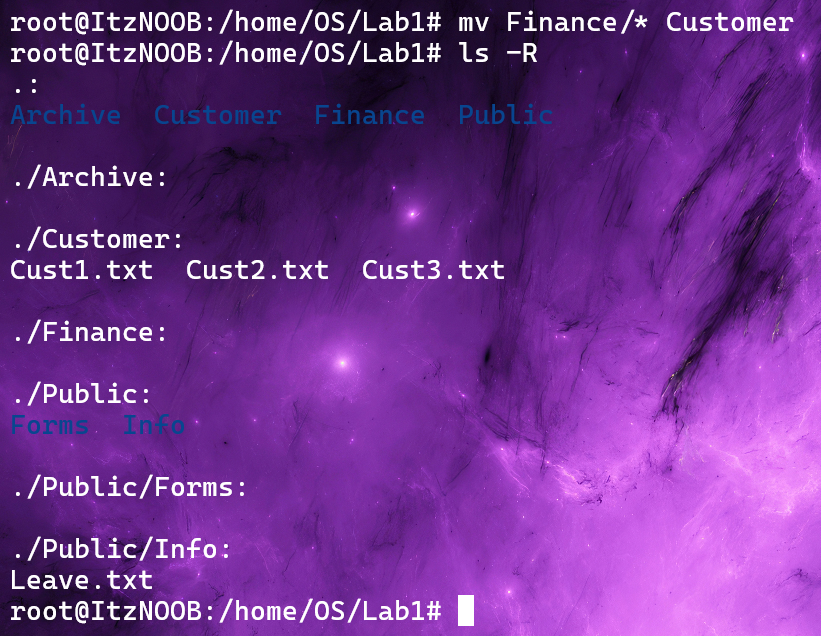 root@ItzNOOB:/home/OS/Lab1# mv Finance/* Customer
root@ItzNOOB:/home/OS/Lab1# ls -R
.:
Archive  Customer  Finance  Public
./Archive:
./Customer:
Cust1.txt  Cust2.txt  Cust3.txt
./Finance:
./Public:
Forms  Info
./Public/Forms:
./Public/Info:
Leave.txt
root@ItzNOOB:/home/OS/Lab1#